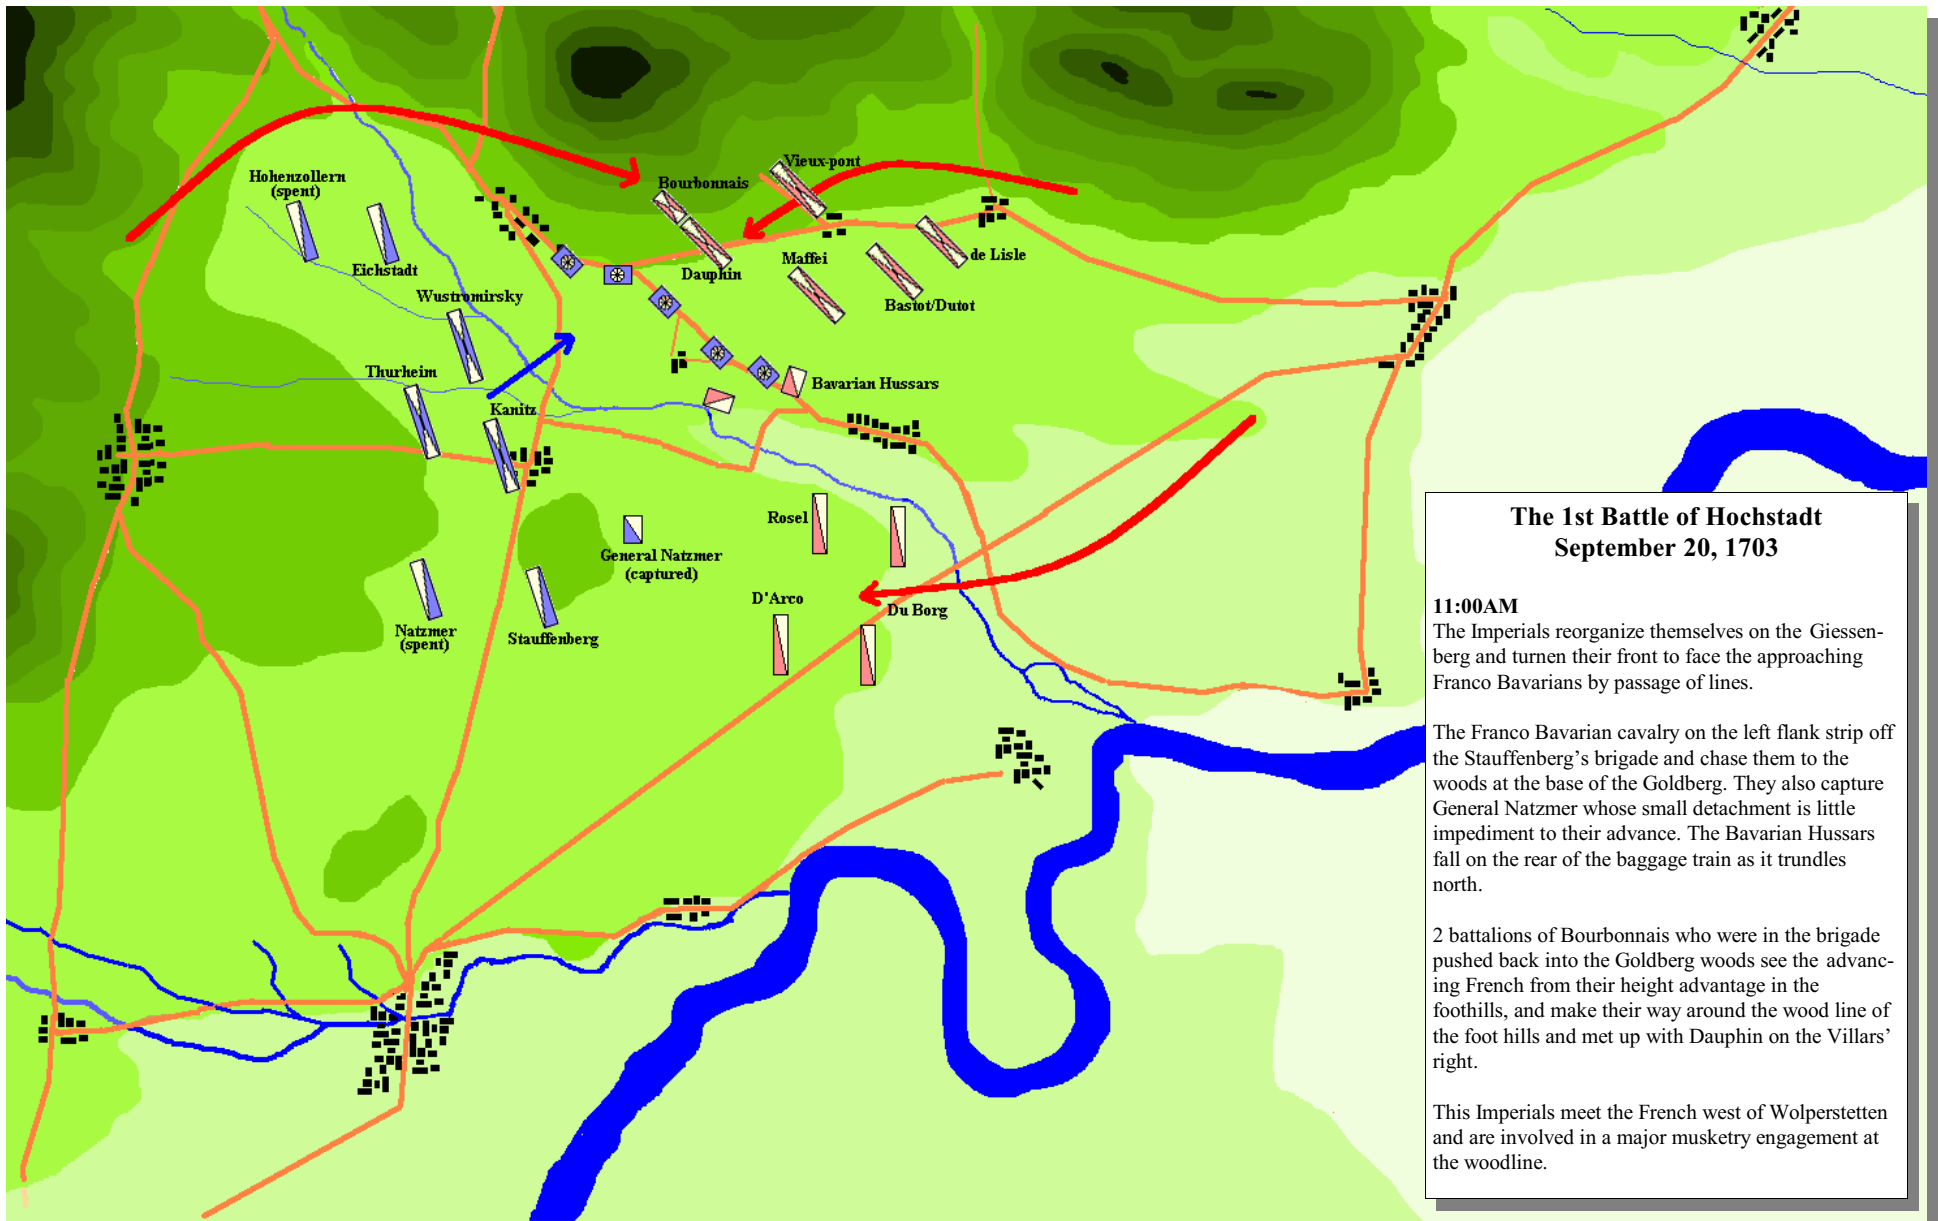 Vieux-pont
Hohenzollern
(spent)
Bourbonnais
Eichstadt
Dauphin
Maffei
de Lisle
Wustromirsky
Bastot/Dutot
Thurheim
Bavarian Hussars
Kanitz
Rosel
General Natzmer
(captured)
D'Arco
Du Borg
Natzmer
(spent)
Stauffenberg
The 1st Battle of Hochstadt
September 20, 1703
11:00AM
The Imperials reorganize themselves on the Giessen-
berg and turnen their front to face the approaching
Franco Bavarians by passage of lines.
The Franco Bavarian cavalry on the left flank strip off
the Stauffenberg’s brigade and chase them to the
woods at the base of the Goldberg. They also capture
General Natzmer whose small detachment is little
impediment to their advance. The Bavarian Hussars
fall on the rear of the baggage train as it trundles
north.
2 battalions of Bourbonnais who were in the brigade
pushed back into the Goldberg woods see the advanc-
ing French from their height advantage in the
foothills, and make their way around the wood line of
the foot hills and met up with Dauphin on the Villars’
right.
This Imperials meet the French west of Wolperstetten
and are involved in a major musketry engagement at
the woodline.